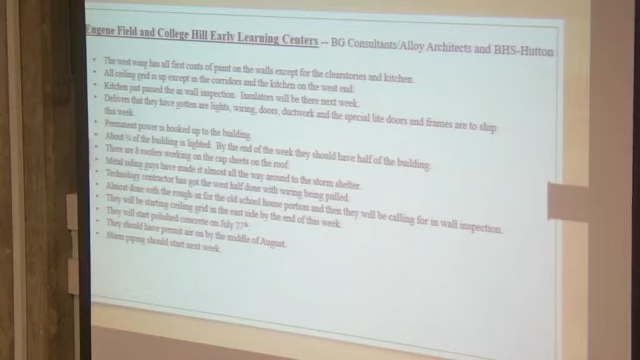 Eugene Field and College Hill Early Learning Centers -- BG Consultants/Alloy Architects and BHS-Hutton
• The west wing has all first coats of paint on the walls except for the clearstories and kitchen.
• All ceiling grid is up except in the corridors and the kitchen on the west end.
• Kitchen just passed the in wall inspection. Insulators will be there next week.
• Delivers that they have gotten are lights, wiring, doors, ductwork and the special lite doors and frames are to ship
this week.
• Permanent power is hooked up to the building.
• About ¼ of the building is lighted. By the end of the week they should have half of the building.
• There are 8 roofers working on the cap sheets on the roof.
• Metal siding guys have made it almost all the way around to the storm shelter.
• Technology contractor has got the west half done with wiring being pulled.
• Almost done with the rough-in for the old school house portion and then they will be calling for in wall inspection.
• They will be starting ceiling grid in the east side by the end of this week.
• They will start polished concrete on July 27th.
• They should have permit air on by the middle of August.
• Storm piping should start next week.